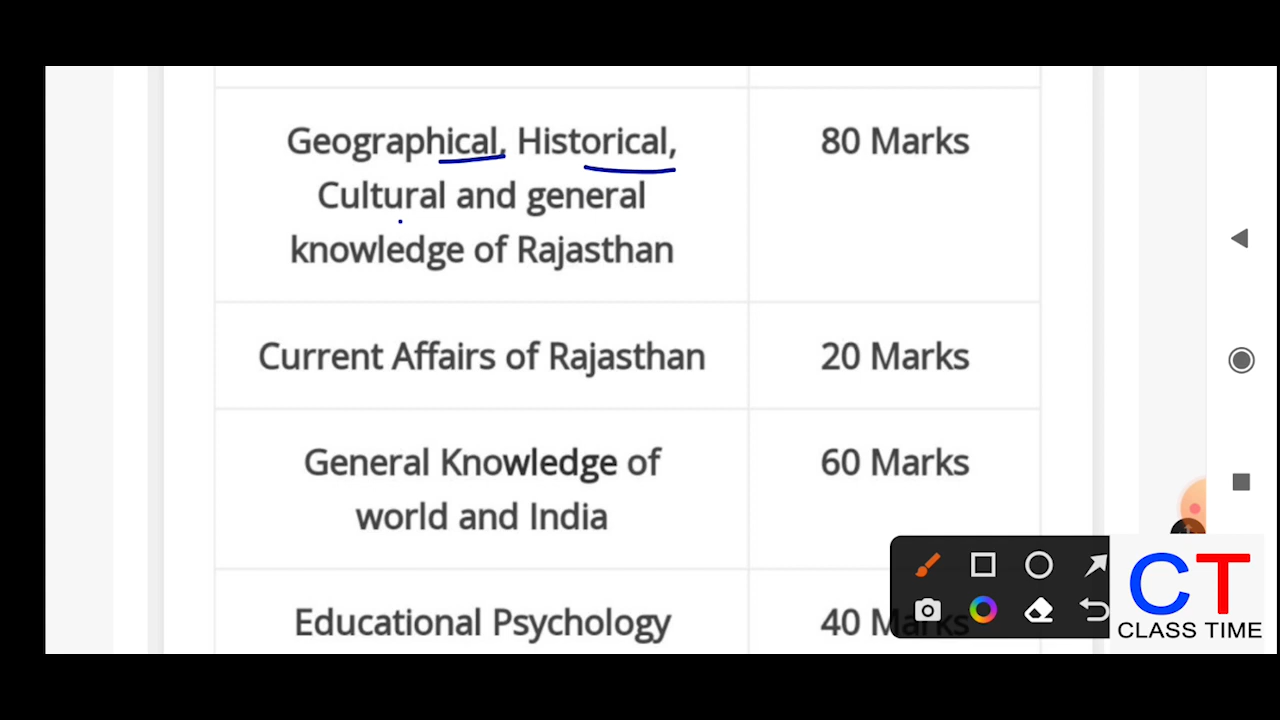 Geographical, Historical,
Cultural and general
knowledge of Rajasthan
80 Marks
Current Affairs of Rajasthan
20 Marks
General Knowledge of
world and India
60 Marks
Educational Psychology
40 Marks
CT
CLASS TIME